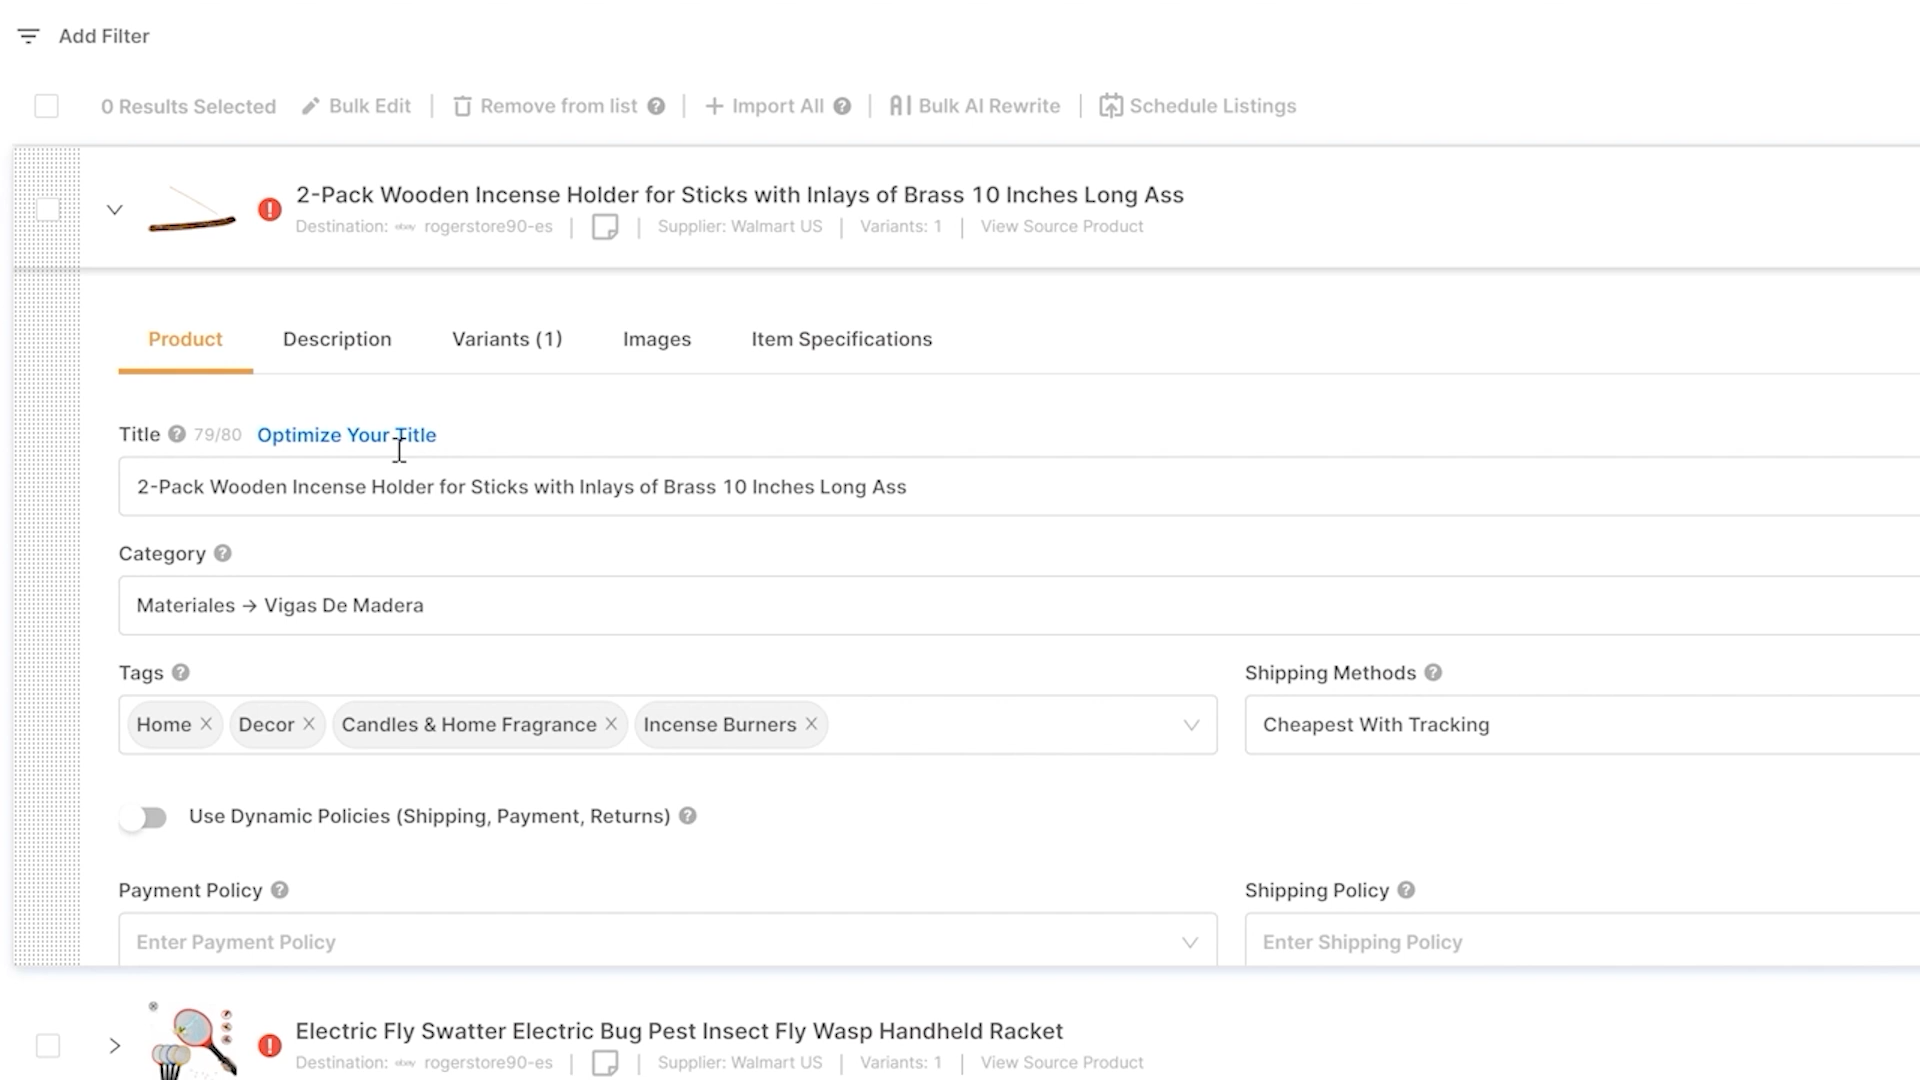 Add Filter
0 Results Selected Bulk Edit | Remove from list ? | + Import All ? | AI Bulk AI Rewrite | Schedule Listings
2-Pack Wooden Incense Holder for Sticks with Inlays of Brass 10 Inches Long Ass
Destination: ebay rogerstore90-es | | Supplier: Walmart US | Variants: 1 | View Source Product
Product Description Variants (1) Images Item Specifications
Title ? 79/80 Optimize Your Title
2-Pack Wooden Incense Holder for Sticks with Inlays of Brass 10 Inches Long Ass
Category ?
Materiales → Vigas De Madera
Tags ? Shipping Methods ?
Home × Decor × Candles & Home Fragrance × Incense Burners × Cheapest With Tracking
Use Dynamic Policies (Shipping, Payment, Returns) ?
Payment Policy ? Shipping Policy ?
Enter Payment Policy Enter Shipping Policy
Electric Fly Swatter Electric Bug Pest Insect Fly Wasp Handheld Racket
Destination: ebay rogerstore90-es | | Supplier: Walmart US | Variants: 1 | View Source Product